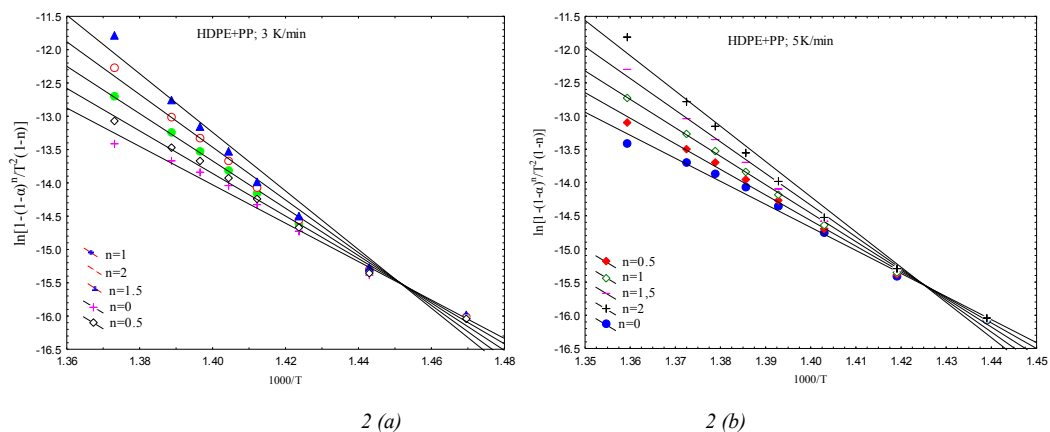 HDPE+PP; 3 K/min
ln[1-(1-α)ⁿ/T⁻²(1-n)]
-11.5
-12.0
-12.5
-13.0
-13.5
-14.0
-14.5
-15.0
-15.5
-16.0
-16.5
n=1
n=2
n=1.5
n=0
n=0.5
1.36 1.38 1.40 1.42 1.44 1.46 1.48
1000/T
2 (a)
HDPE+PP; 5K/min
ln[1-(1-α)ⁿ/T⁻²(1-n)]
-11.5
-12.0
-12.5
-13.0
-13.5
-14.0
-14.5
-15.0
-15.5
-16.0
-16.5
n=0.5
n=1
n=1,5
n=2
n=0
1.35 1.36 1.37 1.38 1.39 1.40 1.41 1.42 1.43 1.44 1.45
1000/T
2 (b)